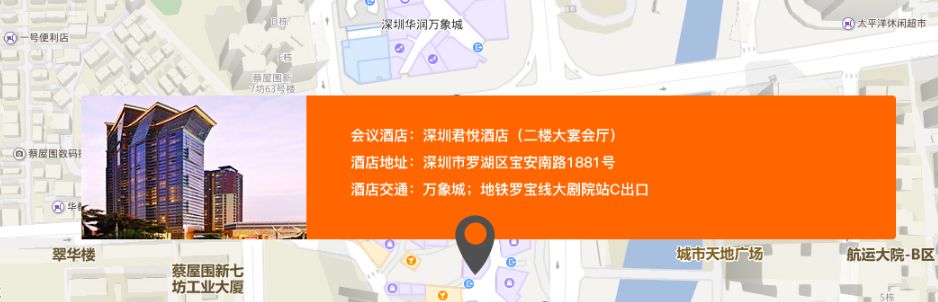 D栋
深圳华润万象城
太平洋休闲超市
一号便利店
E栋
蔡屋围新
7坊63号楼
会议酒店：深圳君悦酒店（二楼大宴会厅）
蔡屋围数码
酒店地址：深圳市罗湖区宝安南路1881号
酒店交通：万象城；地铁罗宝线大剧院站C出口
翠华楼
城市天地广场
航运大院-B区
蔡屋围新七
坊工业大厦
5栋